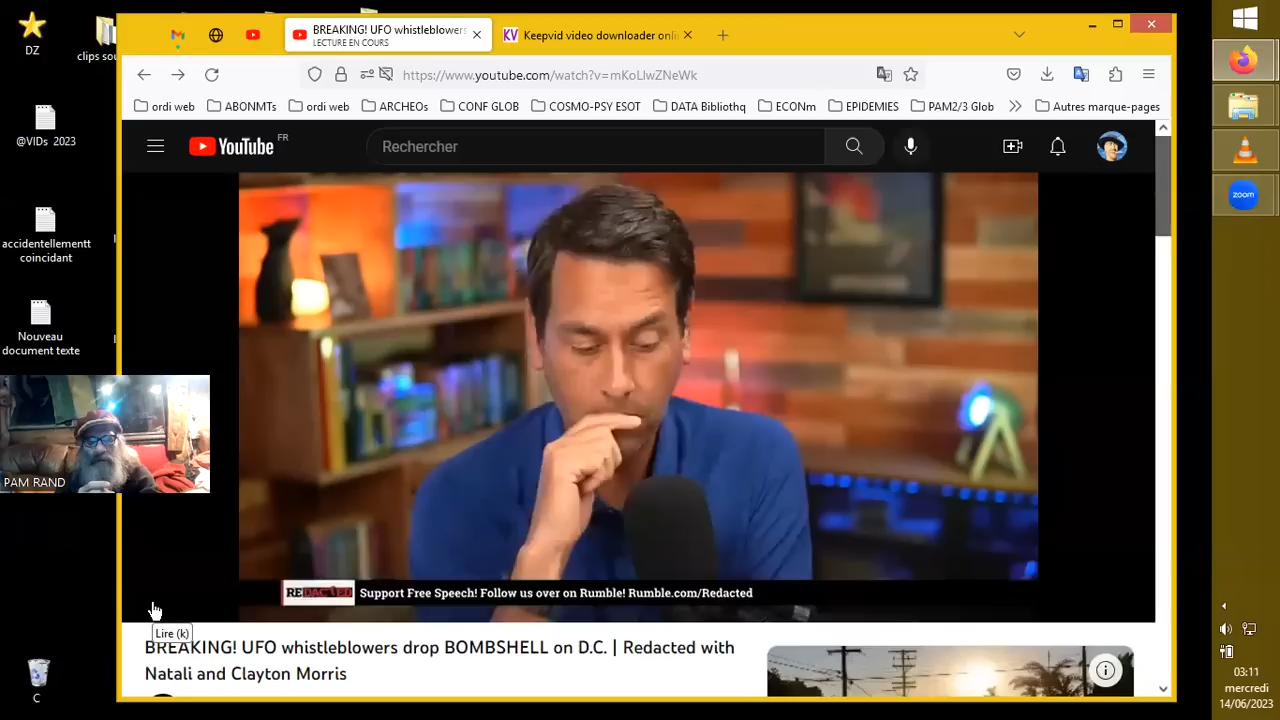 DZ
clips sou
@VIDs 2023
accidentellementt
coincidant
Nouveau
document texte
PAM RAND
C
BREAKING! UFO whistleblowers
LECTURE EN COURS
Keepvid video downloader onli
https://www.youtube.com/watch?v=mKoLlwZNeWk
ordi web
ABONMTs
ordi web
ARCHEOs
CONF GLOB
COSMO-PSY ESOT
DATA Bibliothq
ECONm
EPIDEMIES
PAM2/3 Glob
Autres marque-pages
YouTube FR
Rechercher
REDACTED Support Free Speech! Follow us over on Rumble! Rumble.com/Redacted
Lire (k)
BREAKING! UFO whistleblowers drop BOMBSHELL on D.C. | Redacted with
Natali and Clayton Morris
zoom
03:11
mercredi
14/06/2023